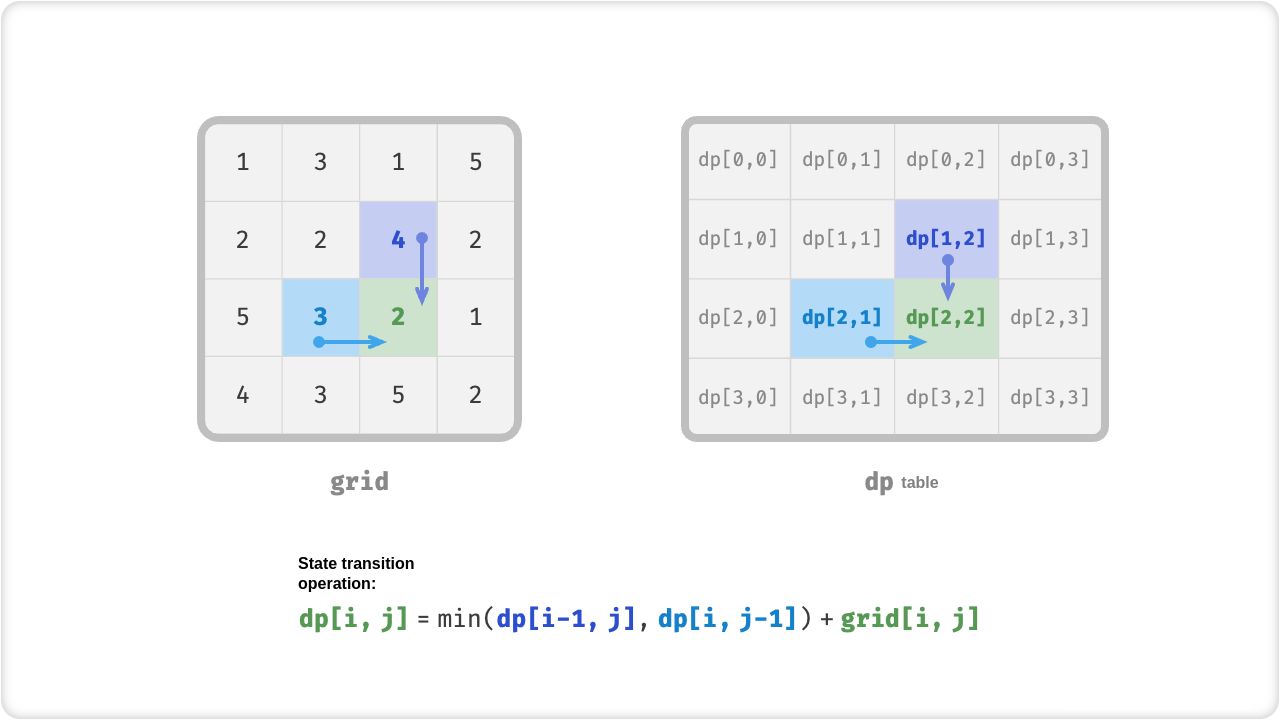 1 3 1 5
2 2 4 2
5 3 2 1
4 3 5 2
grid
dp[0,0] dp[0,1] dp[0,2] dp[0,3]
dp[1,0] dp[1,1] dp[1,2] dp[1,3]
dp[2,0] dp[2,1] dp[2,2] dp[2,3]
dp[3,0] dp[3,1] dp[3,2] dp[3,3]
dp table
State transition
operation:
dp[i, j] = min(dp[i-1, j], dp[i, j-1]) + grid[i, j]